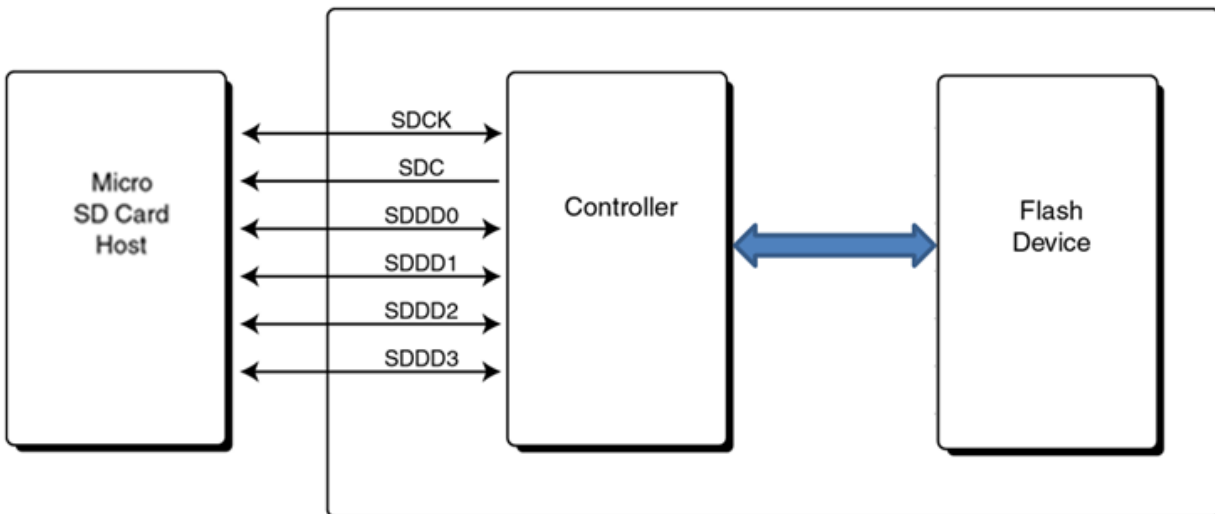 Micro
SD Card
Host
SDCK
SDC
SDDD0
SDDD1
SDDD2
SDDD3
Controller
Flash
Device